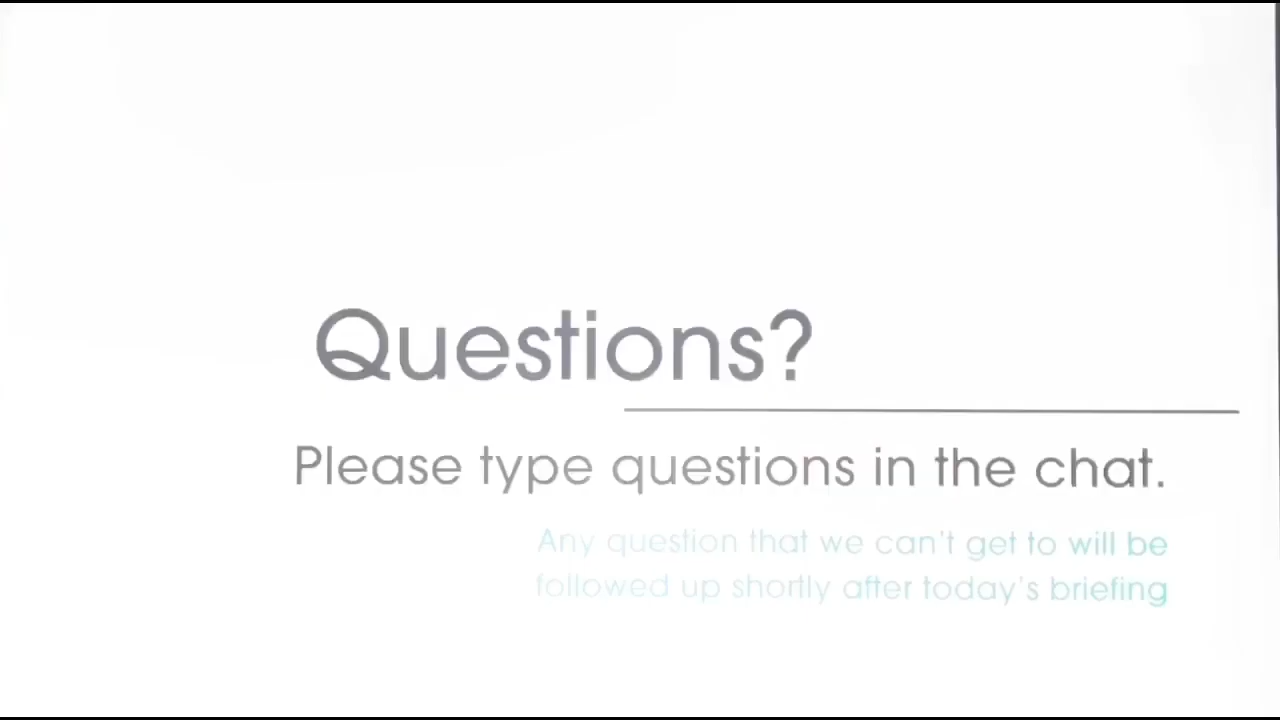 Questions?
Please type questions in the chat.
Any question that we can't get to will be
followed up shortly after today's briefing